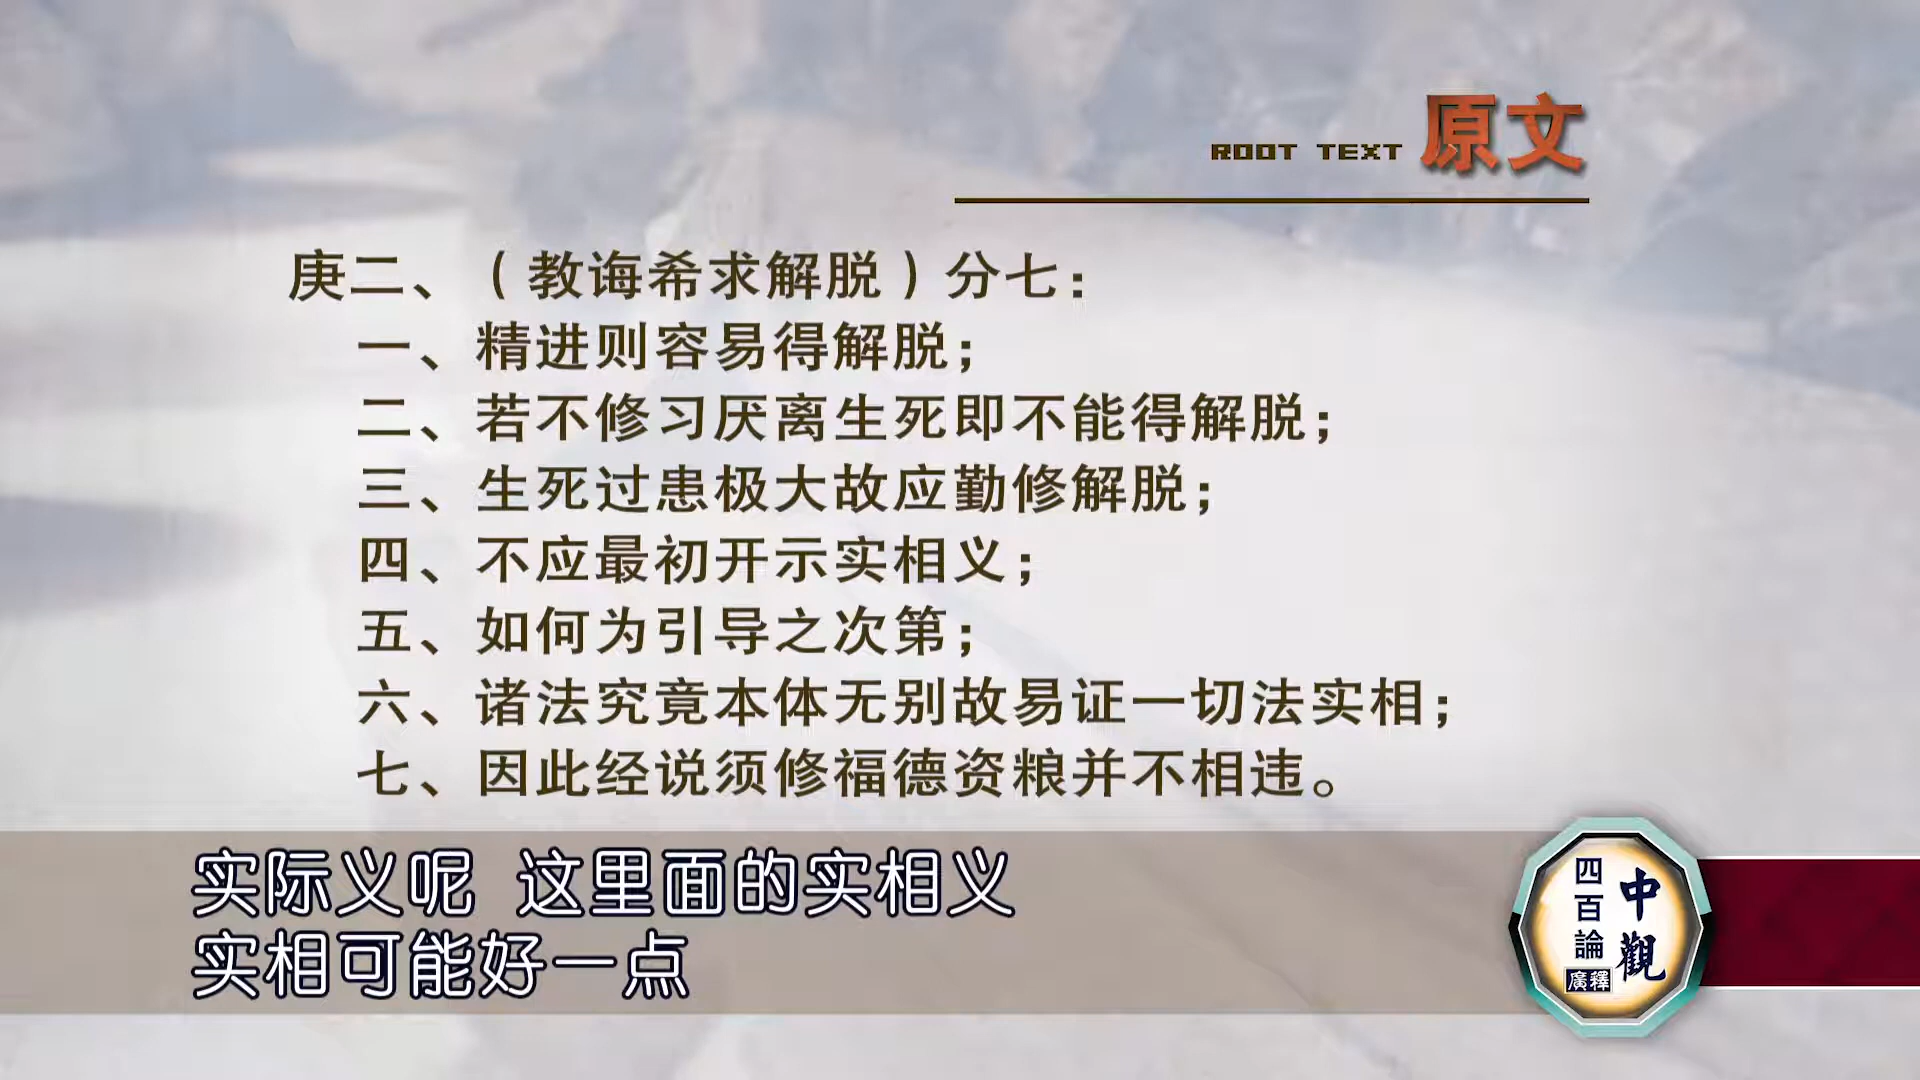 ROOT TEXT 原文
庚二、（教诲希求解脱）分七：
一、精进则容易得解脱；
二、若不修习厌离生死即不能得解脱；
三、生死过患极大故应勤修解脱；
四、不应最初开示实相义；
五、如何为引导之次第；
六、诸法究竟本体无别故易证一切法实相；
七、因此经说须修福德资粮并不相违。
实际义呢 这里面的实相义
实相可能好一点
中觀
四百論
廣釋